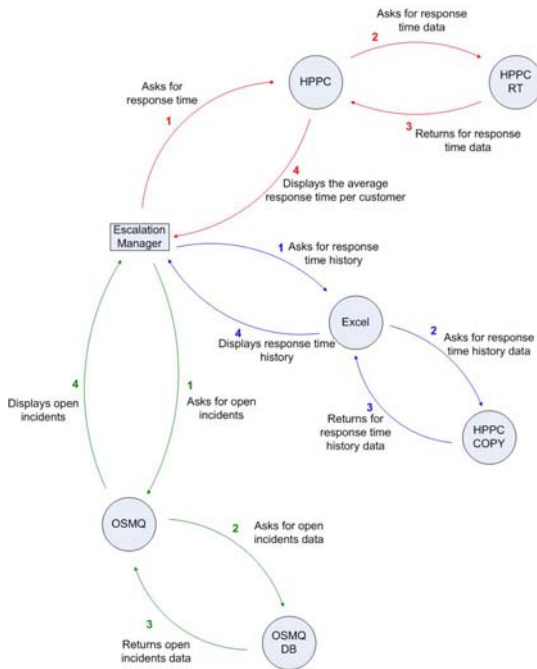 2
Asks for response
time data
HPPC
HPPC
RT
Asks for
response time
1
3
Returns for response
time data
4
Displays the average
response time per customer
Escalation
Manager
1
Asks for response
time history
Excel
4
Displays response time
history
2
Asks for response
time history data
3
Returns for
response time
history data
HPPC
COPY
4
Displays open
incidents
1
Asks for open
incidents
OSMQ
2
Asks for open
incidents data
3
Returns open
incidents data
OSMQ
DB